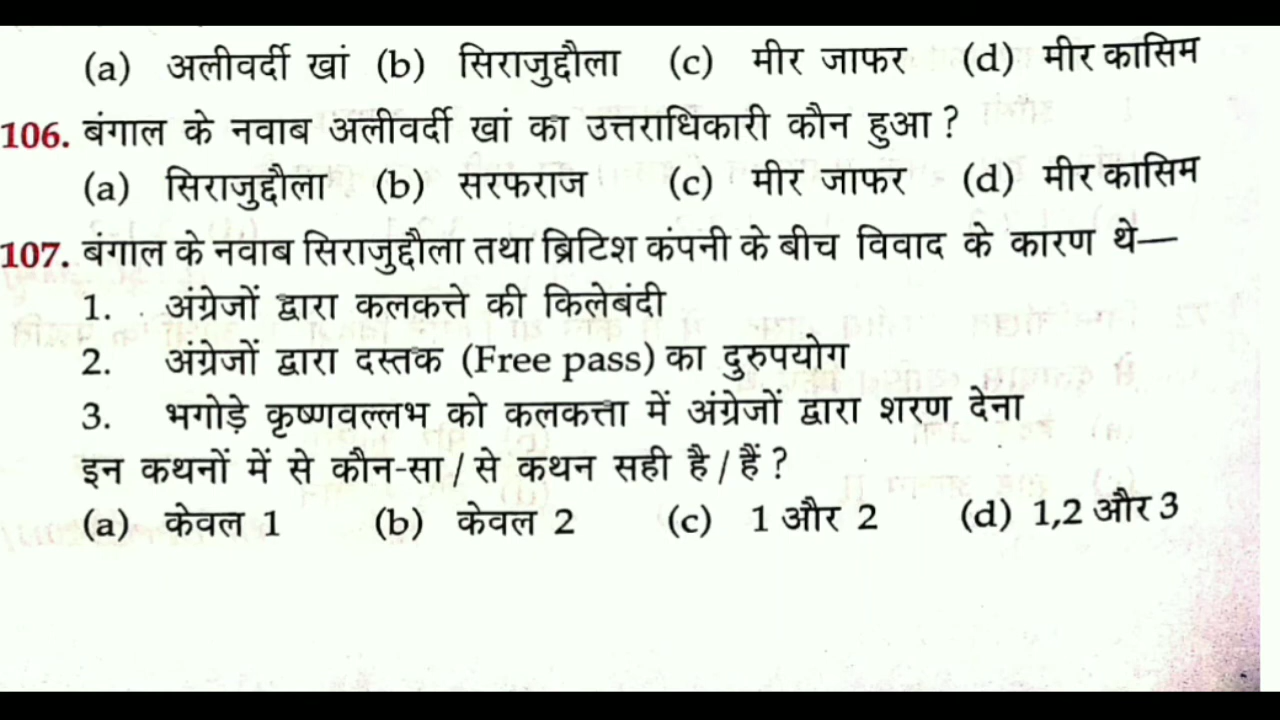 (a) अलीवर्दी खां (b) सिराजुद्दौला (c) मीर जाफर (d) मीर कासिम
106. बंगाल के नवाब अलीवर्दी खां का उत्तराधिकारी कौन हुआ ?
(a) सिराजुद्दौला (b) सरफराज (c) मीर जाफर (d) मीर कासिम
107. बंगाल के नवाब सिराजुद्दौला तथा ब्रिटिश कंपनी के बीच विवाद के कारण थे—
1. अंग्रेजों द्वारा कलकत्ते की किलेबंदी
2. अंग्रेजों द्वारा दस्तक (Free pass) का दुरुपयोग
3. भगोड़े कृष्णवल्लभ को कलकत्ता में अंग्रेजों द्वारा शरण देना
इन कथनों में से कौन-सा / से कथन सही है / हैं ?
(a) केवल 1 (b) केवल 2 (c) 1 और 2 (d) 1,2 और 3